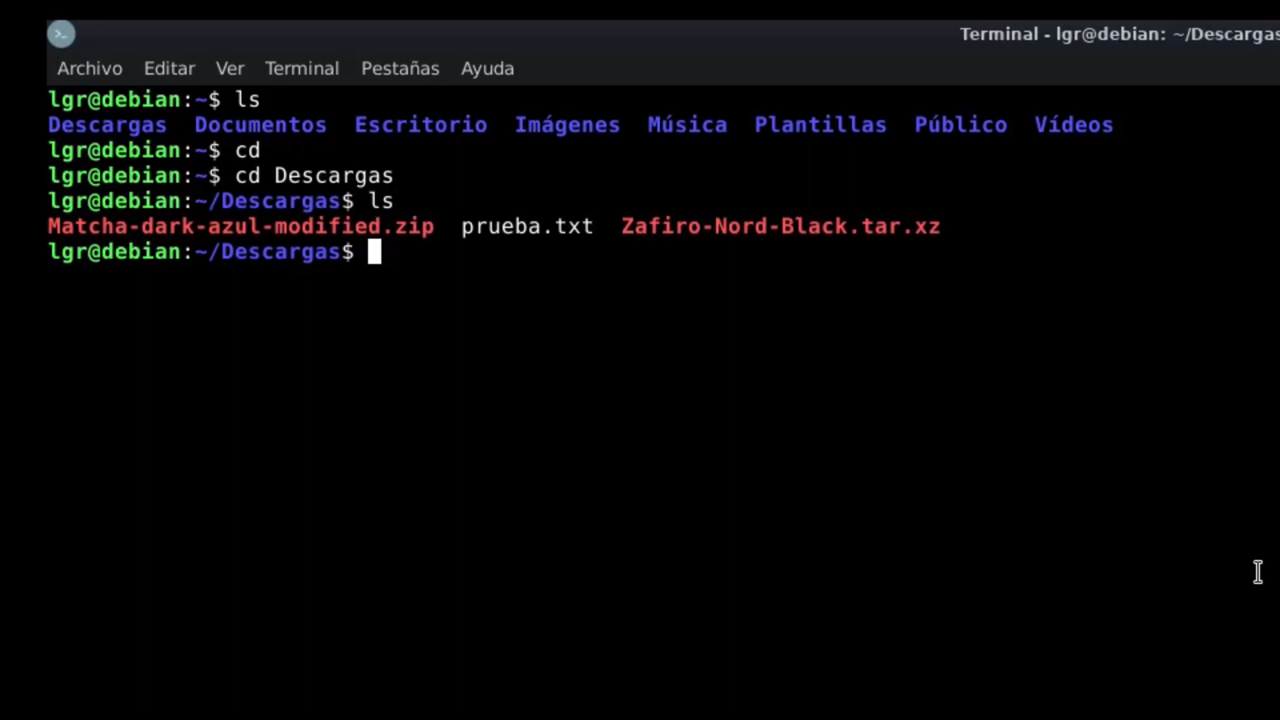 Terminal - lgr@debian: ~/Descargas
Archivo Editar Ver Terminal Pestañas Ayuda
lgr@debian:~$ ls
Descargas Documentos Escritorio Imágenes Música Plantillas Público Vídeos
lgr@debian:~$ cd
lgr@debian:~$ cd Descargas
lgr@debian:~/Descargas$ ls
Matcha-dark-azul-modified.zip prueba.txt Zafiro-Nord-Black.tar.xz
lgr@debian:~/Descargas$